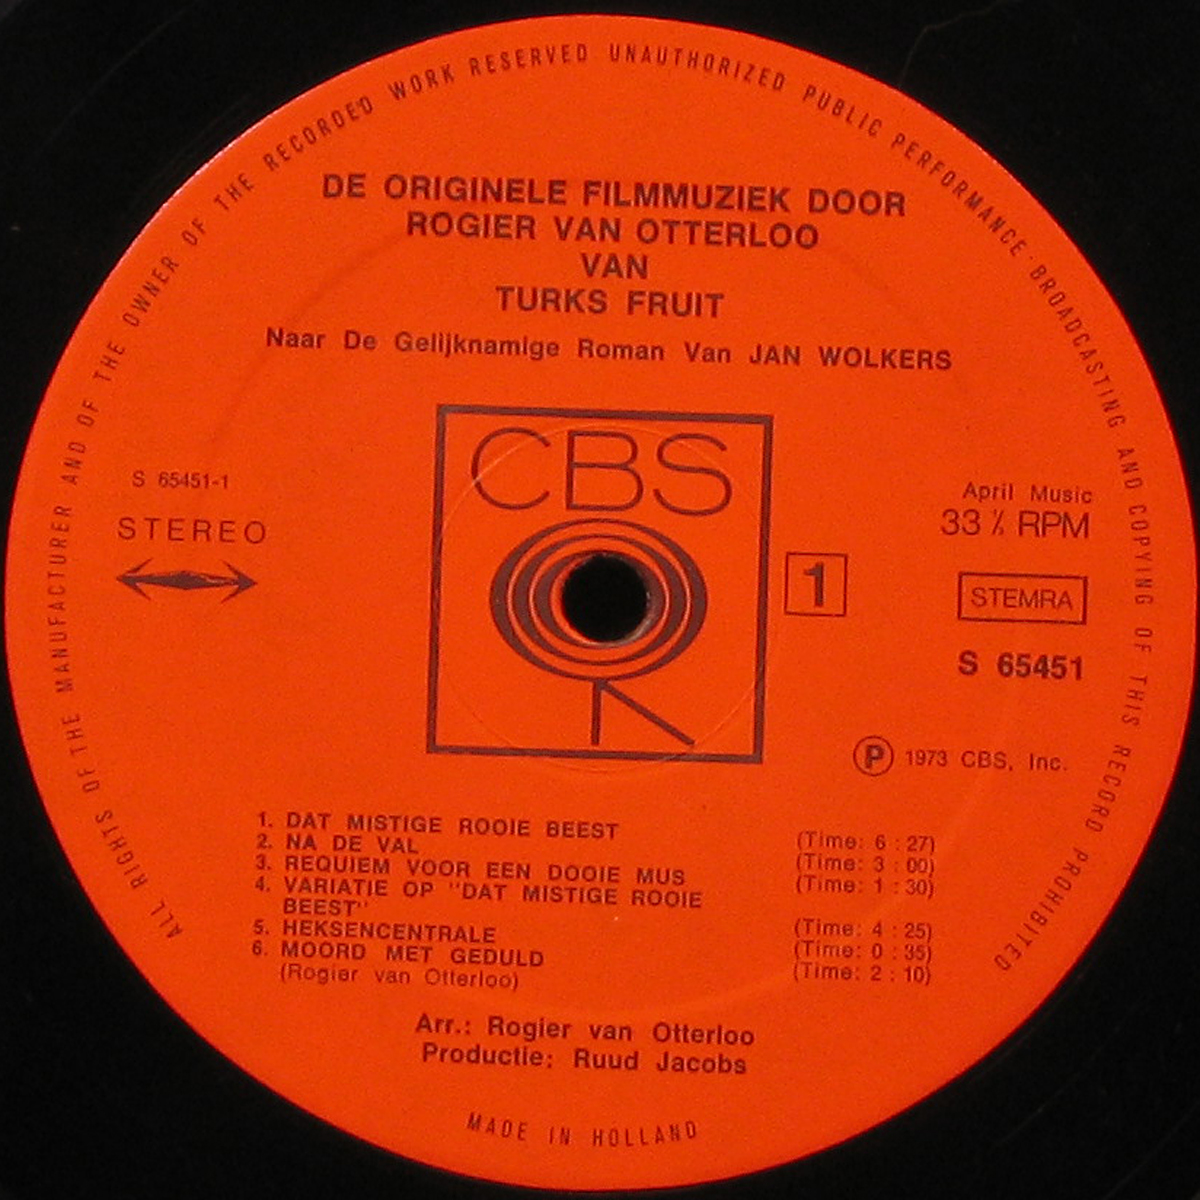 ALL RIGHTS OF THE MANUFACTURER AND OF THE OWNER OF THE RECORDED WORK RESERVED UNAUTHORIZED PUBLIC PERFORMANCE · BROADCASTING AND COPYING OF THIS RECORD PROHIBITED
DE ORIGINELE FILMMUZIEK DOOR
ROGIER VAN OTTERLOO
VAN
TURKS FRUIT
Naar De Gelijknamige Roman Van JAN WOLKERS
CBS
S 65451-1
STEREO
April Music
33 ⅓ RPM
1
STEMRA
S 65451
Ⓟ 1973 CBS, Inc.
1. DAT MISTIGE ROOIE BEEST (Time: 6 : 27)
2. NA DE VAL (Time: 3 : 00)
3. REQUIEM VOOR EEN DOOIE MUS (Time: 1 : 30)
4. VARIATIE OP "DAT MISTIGE ROOIE
BEEST" (Time: 4 : 25)
5. HEKSENCENTRALE (Time: 0 : 35)
6. MOORD MET GEDULD (Time: 2 : 10)
(Rogier van Otterloo)
Arr.: Rogier van Otterloo
Productie: Ruud Jacobs
MADE IN HOLLAND